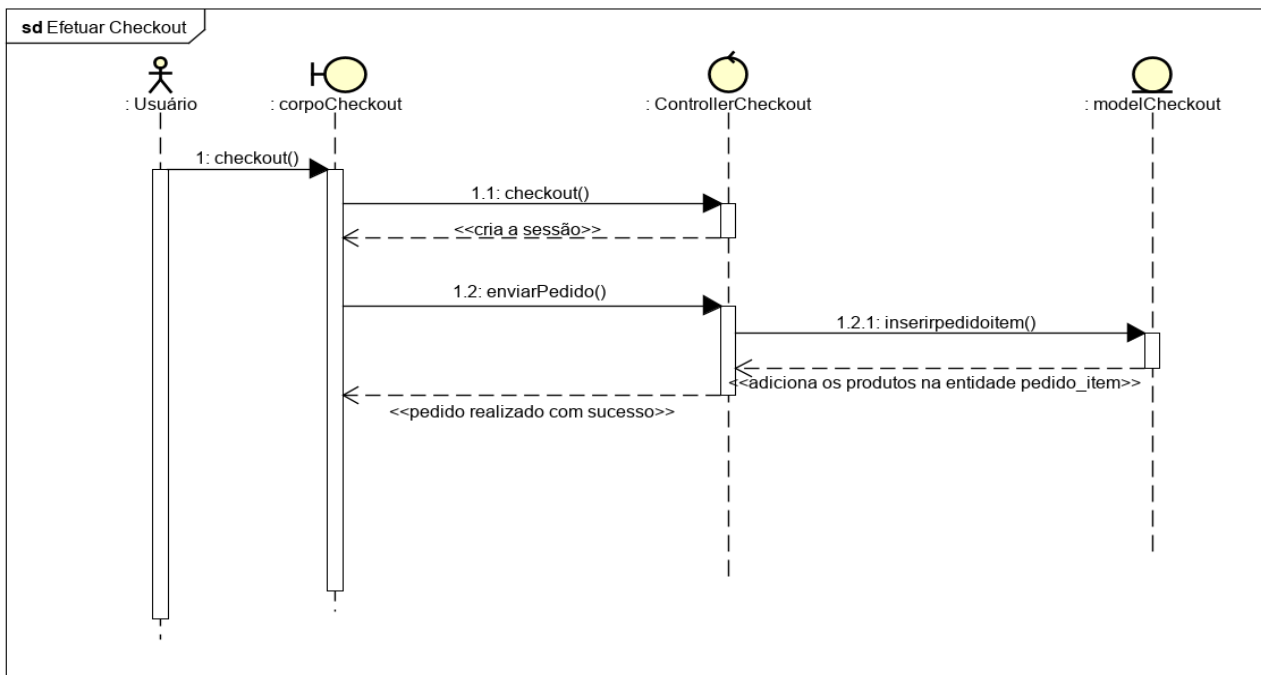 sd Efetuar Checkout
: Usuário
: corpoCheckout
: ControllerCheckout
: modelCheckout
1: checkout()
1.1: checkout()
<<cria a sessão>>
1.2: enviarPedido()
1.2.1: inserirpedidoitem()
<<adiciona os produtos na entidade pedido_item>>
<<pedido realizado com sucesso>>